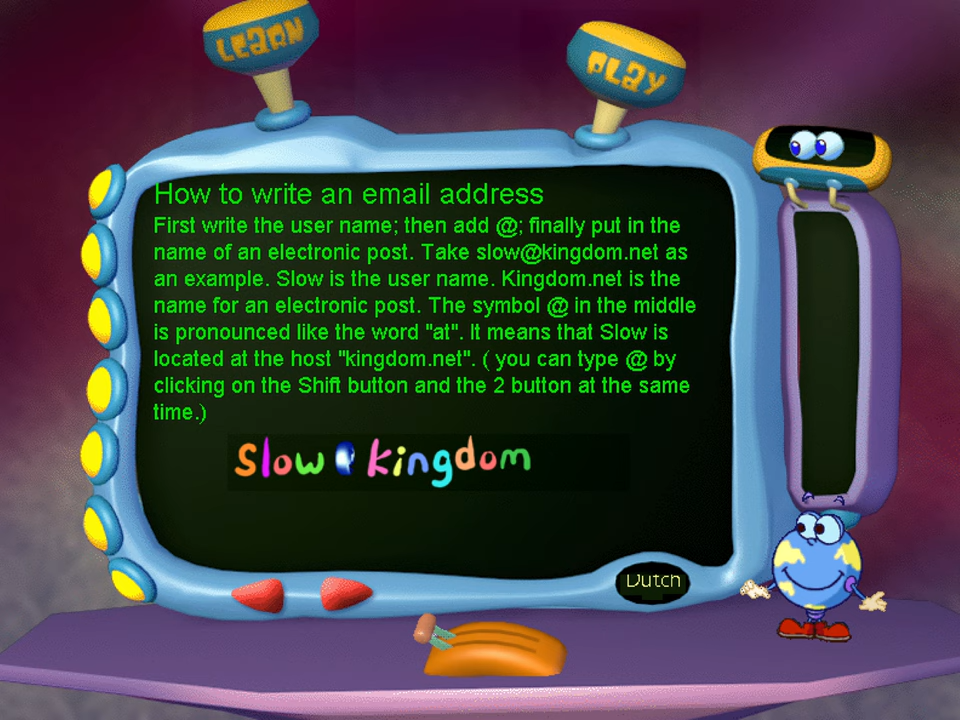 LEARN
PLAY
How to write an email address
First write the user name; then add @; finally put in the
name of an electronic post. Take slow@kingdom.net as
an example. Slow is the user name. Kingdom.net is the
name for an electronic post. The symbol @ in the middle
is pronounced like the word "at". It means that Slow is
located at the host "kingdom.net". ( you can type @ by
clicking on the Shift button and the 2 button at the same
time.)
Slow kingdom
Dutch